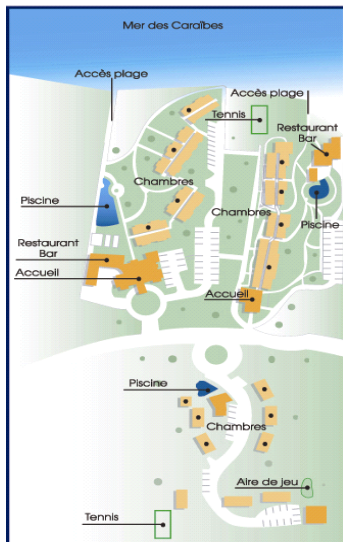 Mer des Caraïbes
Accès plage
Accès plage
Tennis
Restaurant
Bar
Chambres
Chambres
Piscine
Piscine
Restaurant
Bar
Accueil
Accueil
Piscine
Chambres
Aire de jeu
Tennis